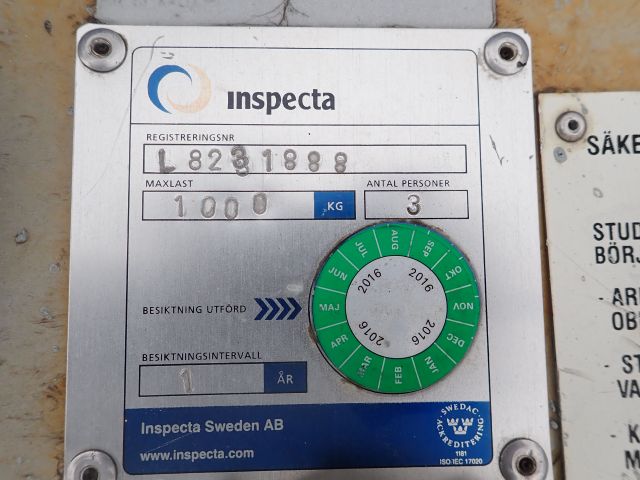 inspecta
REGISTRERINGSNR
L8231888
MAXLAST
1000 KG
ANTAL PERSONER
3
BESIKTNING UTFÖRD
JAN FEB MAR APR MAJ JUN JUL AUG SEP OKT NOV DEC
2016 2016 2016 2016
BESIKTNINGSINTERVALL
1 ÅR
Inspecta Sweden AB
www.inspecta.com
SWEDAC
ACKREDITERING
1181
ISO/IEC 17020
SÄKE
STUD
BÖRJ
OB
ST
VA
K
M